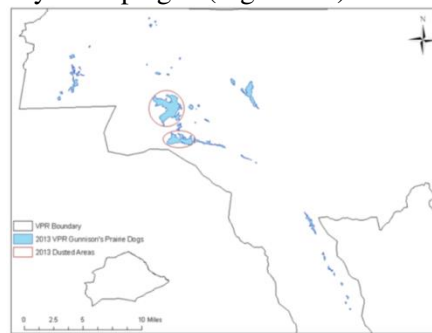 N
VPR Boundary
2013 VPR Gunnison's Prairie Dogs
2013 Dusted Areas
0 2.5 5 10 Miles